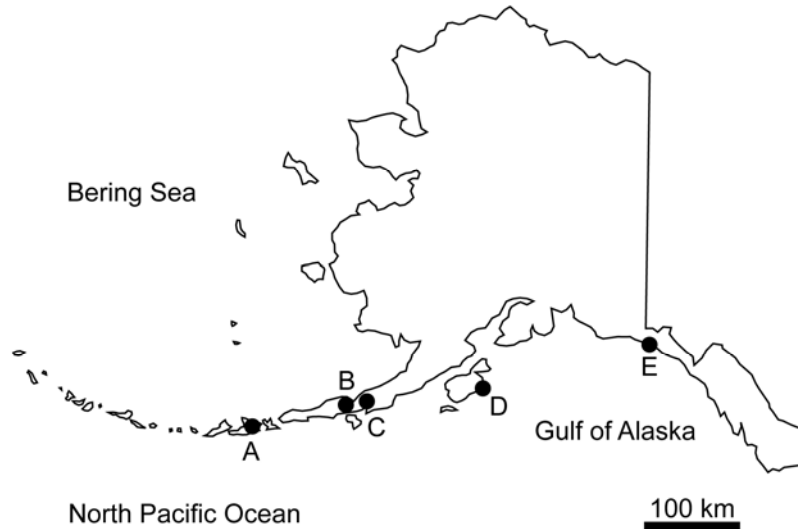 Bering Sea
B
C
A
D
E
Gulf of Alaska
North Pacific Ocean
100 km